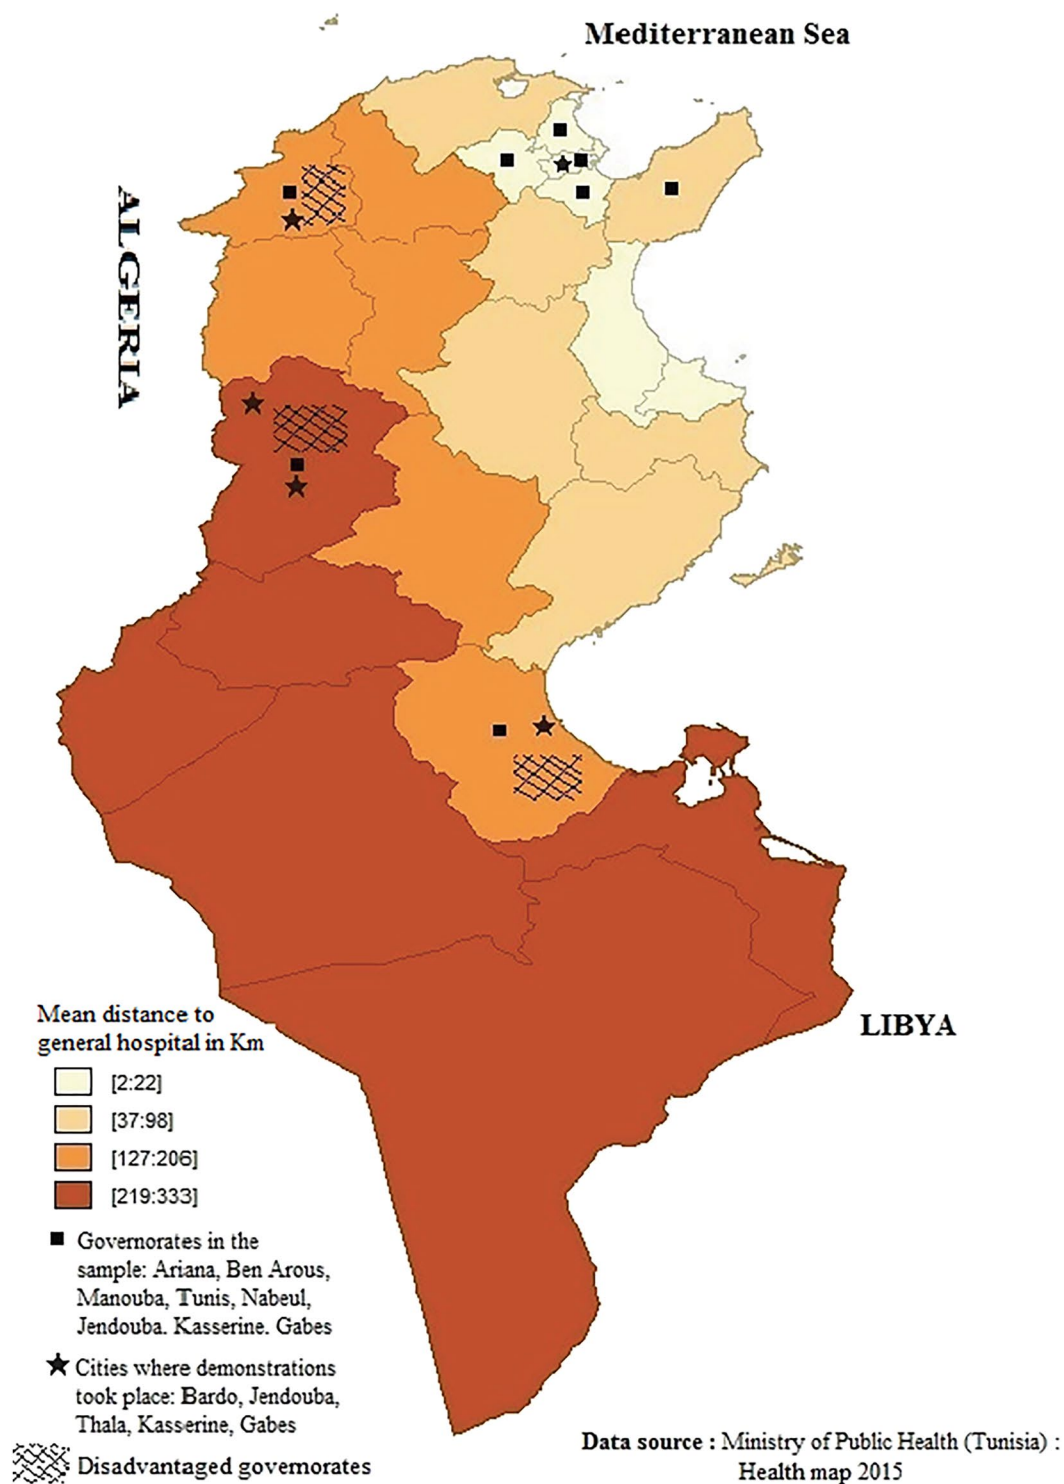 Mediterranean Sea
ALGERIA
LIBYA
Mean distance to
general hospital in Km
[2:22]
[37:98]
[127:206]
[219:333]
Governorates in the
sample: Ariana, Ben Arous,
Manouba, Tunis, Nabeul,
Jendouba. Kasserine. Gabes
Cities where demonstrations
took place: Bardo, Jendouba,
Thala, Kasserine, Gabes
Disadvantaged governorates
Data source : Ministry of Public Health (Tunisia) :
Health map 2015